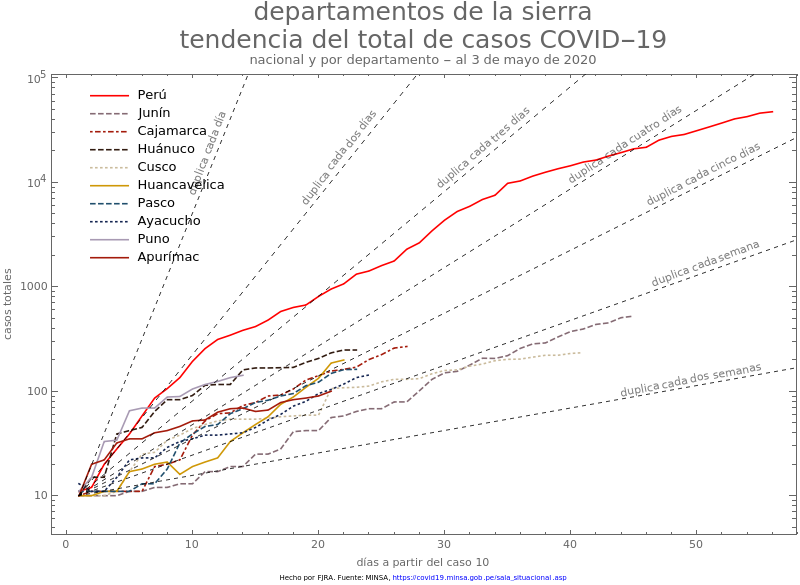 departamentos de la sierra
tendencia del total de casos COVID−19
nacional y por departamento − al 3 de mayo de 2020
casos totales
10^5
10^4
1000
100
10
Perú
Junín
Cajamarca
Huánuco
Cusco
Huancavelica
Pasco
Ayacucho
Puno
Apurímac
duplica cada día
duplica cada dos días
duplica cada tres días
duplica cada cuatro días
duplica cada cinco días
duplica cada semana
duplica cada dos semanas
0 10 20 30 40 50
días a partir del caso 10
Hecho por FJRA. Fuente: MINSA, https://covid19.minsa.gob.pe/sala_situacional.asp